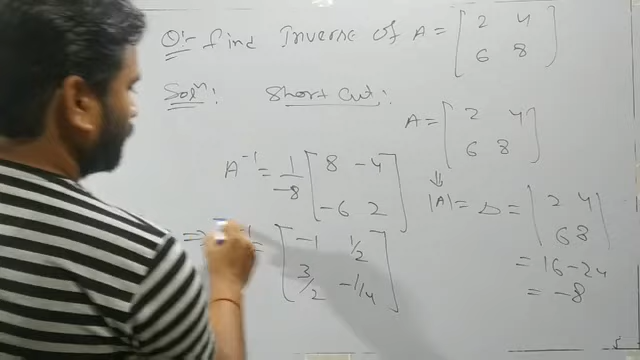 Q:- Find Inverse of A = [ 2 4
6 8 ]
Soln: Short Cut:
A = [ 2 4
6 8 ]
A⁻¹ = 1/-8 [ 8 -4
-6 2 ]
|A| = Δ = | 2 4
6 8 |
= 16 - 24
= -8
⇒ ⁻¹ = [ -1 1/2
3/2 -1/4 ]